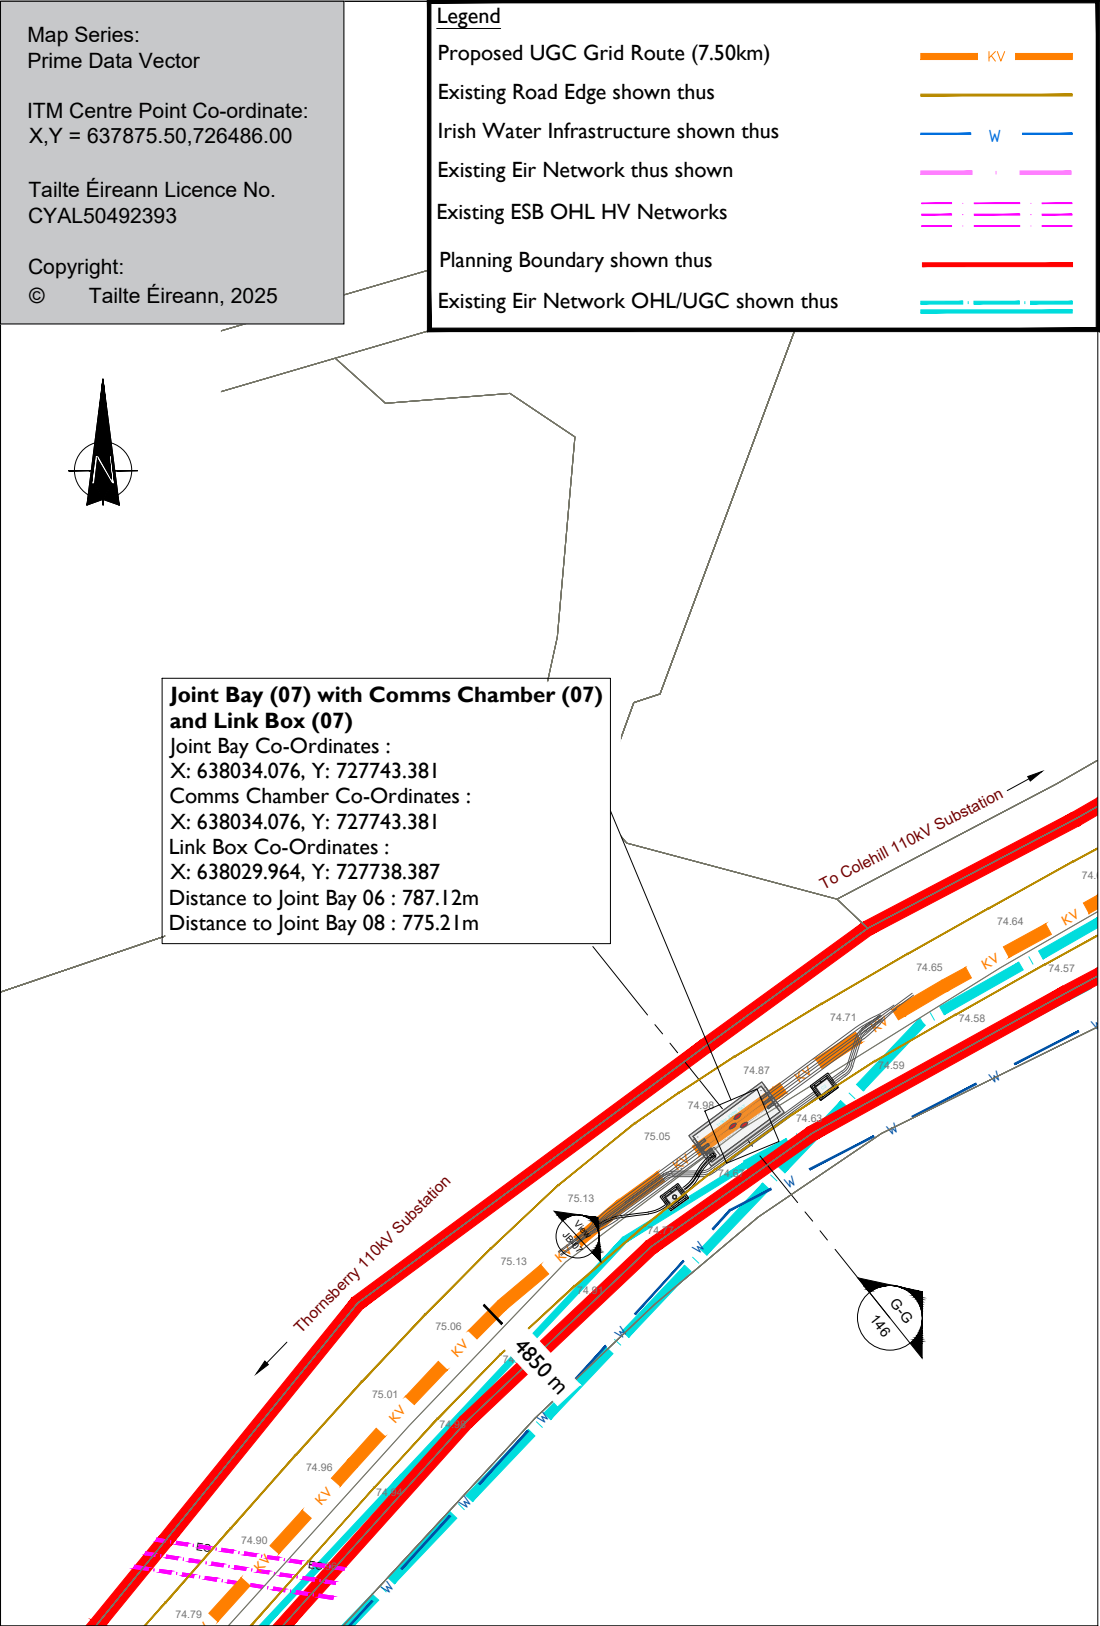 Map Series:
Prime Data Vector
ITM Centre Point Co-ordinate:
X,Y = 637875.50,726486.00
Tailte Éireann Licence No.
CYAL50492393
Copyright:
© Tailte Éireann, 2025
Legend
Proposed UGC Grid Route (7.50km)
KV
Existing Road Edge shown thus
Irish Water Infrastructure shown thus
W
Existing Eir Network thus shown
Existing ESB OHL HV Networks
Planning Boundary shown thus
Existing Eir Network OHL/UGC shown thus
N
Joint Bay (07) with Comms Chamber (07)
and Link Box (07)
Joint Bay Co-Ordinates :
X: 638034.076, Y: 727743.381
Comms Chamber Co-Ordinates :
X: 638034.076, Y: 727743.381
Link Box Co-Ordinates :
X: 638029.964, Y: 727738.387
Distance to Joint Bay 06 : 787.12m
Distance to Joint Bay 08 : 775.21m
To Colehill 110kV Substation
KV
74.64
KV
74.65
74.57
74.71
KV
74.58
74.59
74.87
KV
W
W
74.98
74.63
75.05
KV
W
75.13
View
JB07
KV
W
75.13
Thornsberry 110kV Substation
G-G
146
75.06
KV
W
4850 m
75.01
KV
W
74.96
KV
W
74.90
KV
W
74.79